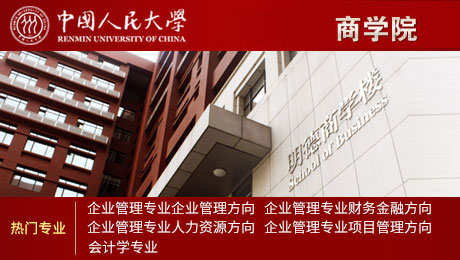 中国人民大学
RENMIN UNIVERSITY OF CHINA
商学院
明德商学楼
School of Business
热门专业
企业管理专业企业管理方向 企业管理专业财务金融方向
企业管理专业人力资源方向 企业管理专业项目管理方向
会计学专业